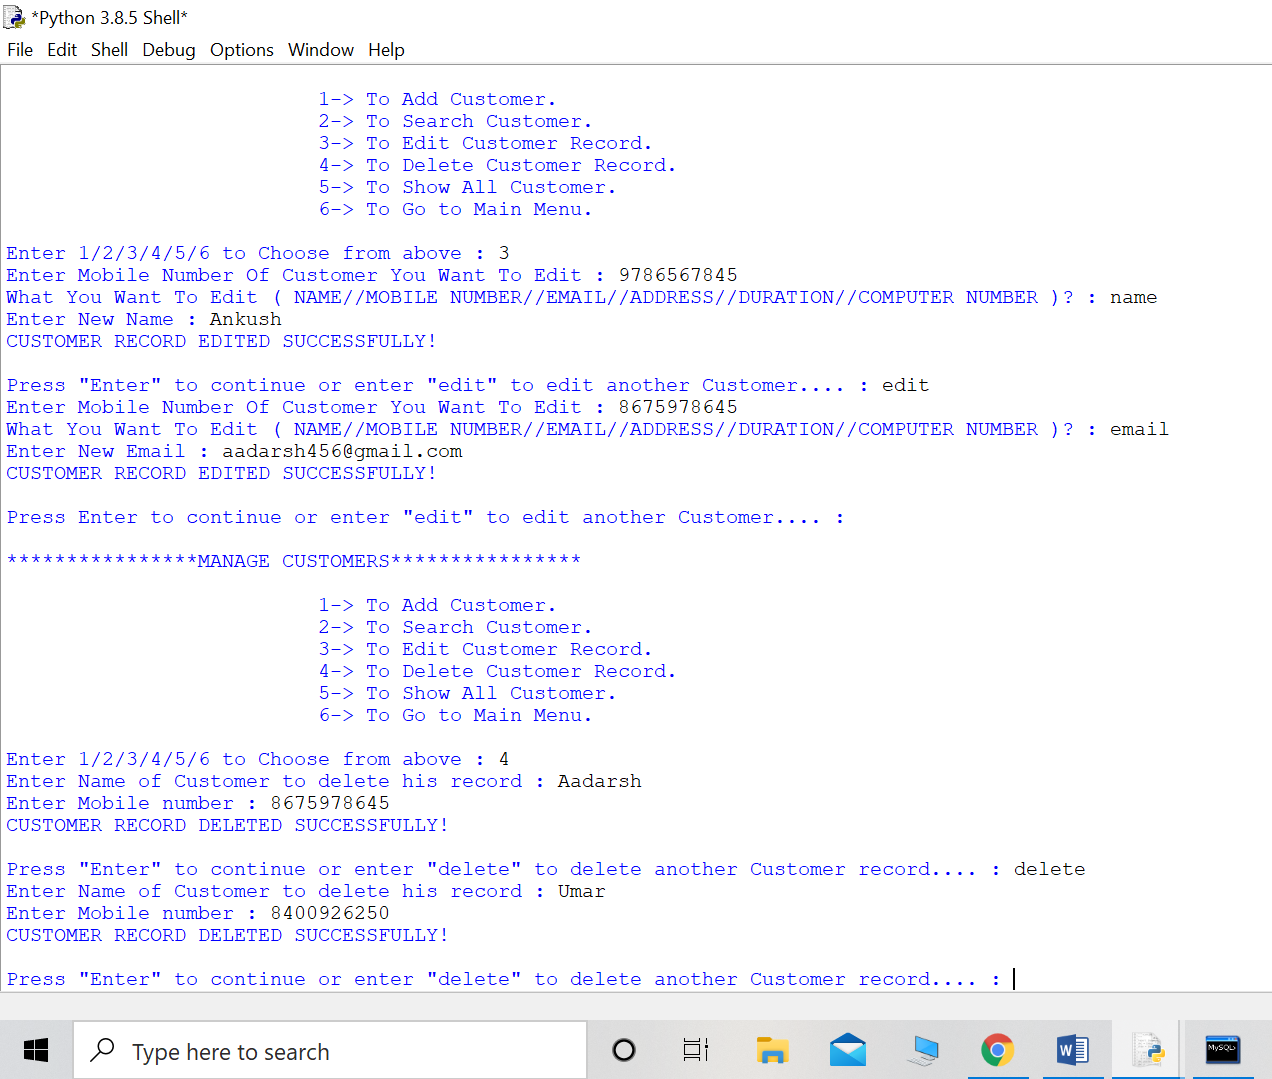 *Python 3.8.5 Shell*
File Edit Shell Debug Options Window Help
1-> To Add Customer.
2-> To Search Customer.
3-> To Edit Customer Record.
4-> To Delete Customer Record.
5-> To Show All Customer.
6-> To Go to Main Menu.
Enter 1/2/3/4/5/6 to Choose from above : 3
Enter Mobile Number Of Customer You Want To Edit : 9786567845
What You Want To Edit ( NAME//MOBILE NUMBER//EMAIL//ADDRESS//DURATION//COMPUTER NUMBER )? : name
Enter New Name : Ankush
CUSTOMER RECORD EDITED SUCCESSFULLY!
Press "Enter" to continue or enter "edit" to edit another Customer.... : edit
Enter Mobile Number Of Customer You Want To Edit : 8675978645
What You Want To Edit ( NAME//MOBILE NUMBER//EMAIL//ADDRESS//DURATION//COMPUTER NUMBER )? : email
Enter New Email : aadarsh456@gmail.com
CUSTOMER RECORD EDITED SUCCESSFULLY!
Press Enter to continue or enter "edit" to edit another Customer.... :
****************MANAGE CUSTOMERS****************
1-> To Add Customer.
2-> To Search Customer.
3-> To Edit Customer Record.
4-> To Delete Customer Record.
5-> To Show All Customer.
6-> To Go to Main Menu.
Enter 1/2/3/4/5/6 to Choose from above : 4
Enter Name of Customer to delete his record : Aadarsh
Enter Mobile number : 8675978645
CUSTOMER RECORD DELETED SUCCESSFULLY!
Press "Enter" to continue or enter "delete" to delete another Customer record.... : delete
Enter Name of Customer to delete his record : Umar
Enter Mobile number : 8400926250
CUSTOMER RECORD DELETED SUCCESSFULLY!
Press "Enter" to continue or enter "delete" to delete another Customer record.... :
Type here to search
W
MySQL>